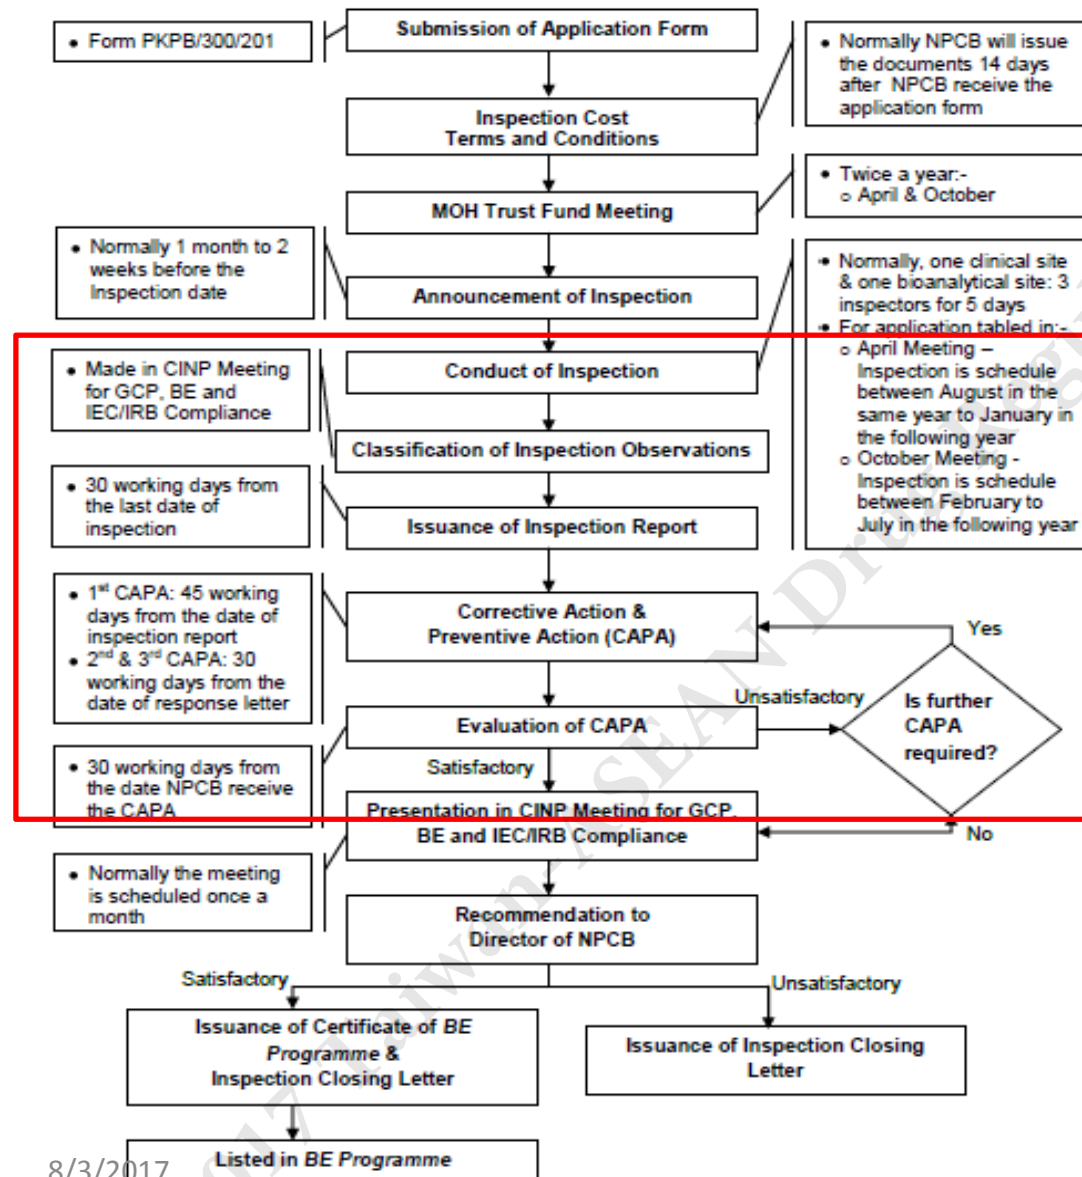 Submission of Application Form
• Form PKPB/300/201
• Normally NPCB will issue
the documents 14 days
after NPCB receive the
application form
Inspection Cost
Terms and Conditions
• Twice a year:-
o April & October
MOH Trust Fund Meeting
• Normally 1 month to 2
weeks before the
Inspection date
Announcement of Inspection
• Normally, one clinical site
& one bioanalytical site: 3
inspectors for 5 days
• For application tabled in:-
o April Meeting –
Inspection is schedule
between August in the
same year to January in
the following year
o October Meeting -
Inspection is schedule
between February to
July in the following year
Conduct of Inspection
• Made in CINP Meeting
for GCP, BE and
IEC/IRB Compliance
Classification of Inspection Observations
• 30 working days from
the last date of
inspection
Issuance of Inspection Report
• 1st CAPA: 45 working
days from the date of
inspection report
• 2nd & 3rd CAPA: 30
working days from the
date of response letter
Corrective Action &
Preventive Action (CAPA)
Yes
Unsatisfactory
Is further
CAPA
required?
Evaluation of CAPA
Satisfactory
• 30 working days from
the date NPCB receive
the CAPA
Presentation in CINP Meeting for GCP,
BE and IEC/IRB Compliance
No
• Normally the meeting
is scheduled once a
month
Recommendation to
Director of NPCB
Satisfactory
Unsatisfactory
Issuance of Certificate of BE
Programme &
Inspection Closing Letter
Issuance of Inspection Closing
Letter
Listed in BE Programme
8/3/2017
2017 Taiwan-ASEAN Drug